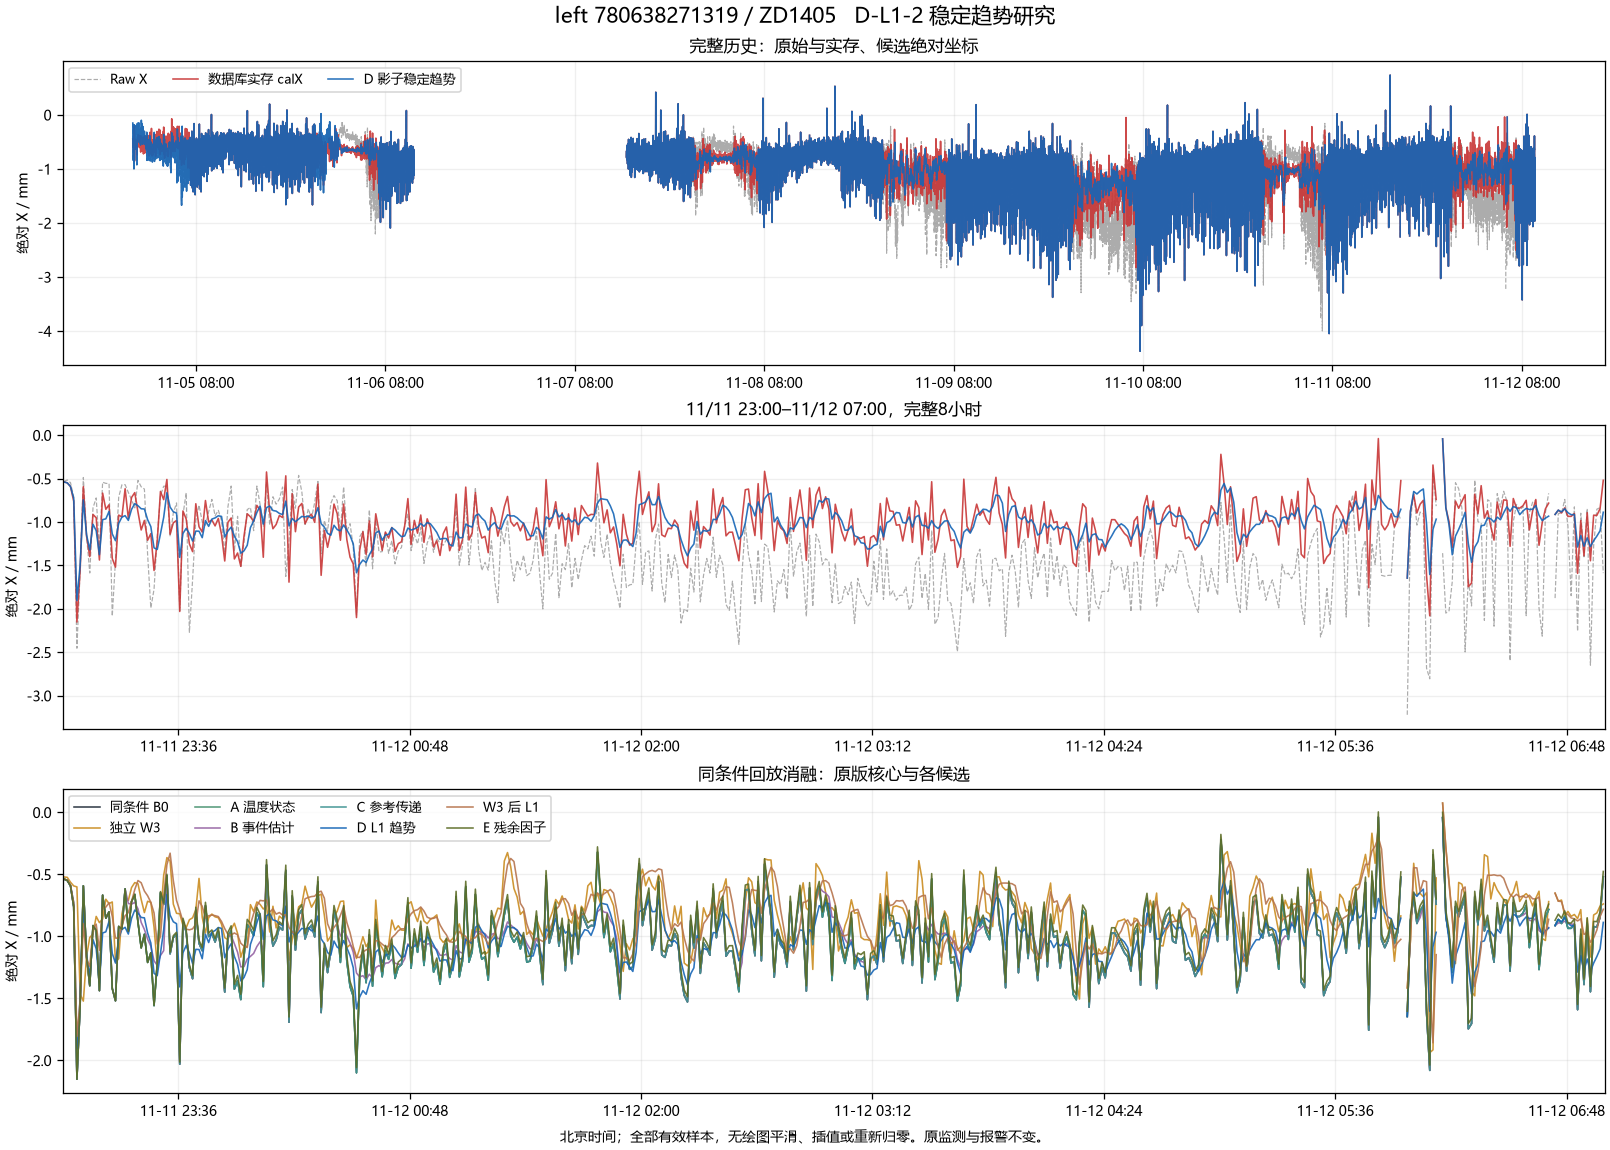 left 780638271319 / ZD1405   D-L1-2 稳定趋势研究
完整历史：原始与实存、候选绝对坐标
Raw X
数据库实存 calX
D 影子稳定趋势
绝对 X / mm
0
-1
-2
-3
-4
11-05 08:00
11-06 08:00
11-07 08:00
11-08 08:00
11-09 08:00
11-10 08:00
11-11 08:00
11-12 08:00
11/11 23:00–11/12 07:00，完整8小时
绝对 X / mm
0.0
-0.5
-1.0
-1.5
-2.0
-2.5
-3.0
11-11 23:36
11-12 00:48
11-12 02:00
11-12 03:12
11-12 04:24
11-12 05:36
11-12 06:48
同条件回放消融：原版核心与各候选
同条件 B0
A 温度状态
C 参考传递
W3 后 L1
独立 W3
B 事件估计
D L1 趋势
E 残余因子
绝对 X / mm
0.0
-0.5
-1.0
-1.5
-2.0
11-11 23:36
11-12 00:48
11-12 02:00
11-12 03:12
11-12 04:24
11-12 05:36
11-12 06:48
北京时间；全部有效样本，无绘图平滑、插值或重新归零。原监测与报警不变。